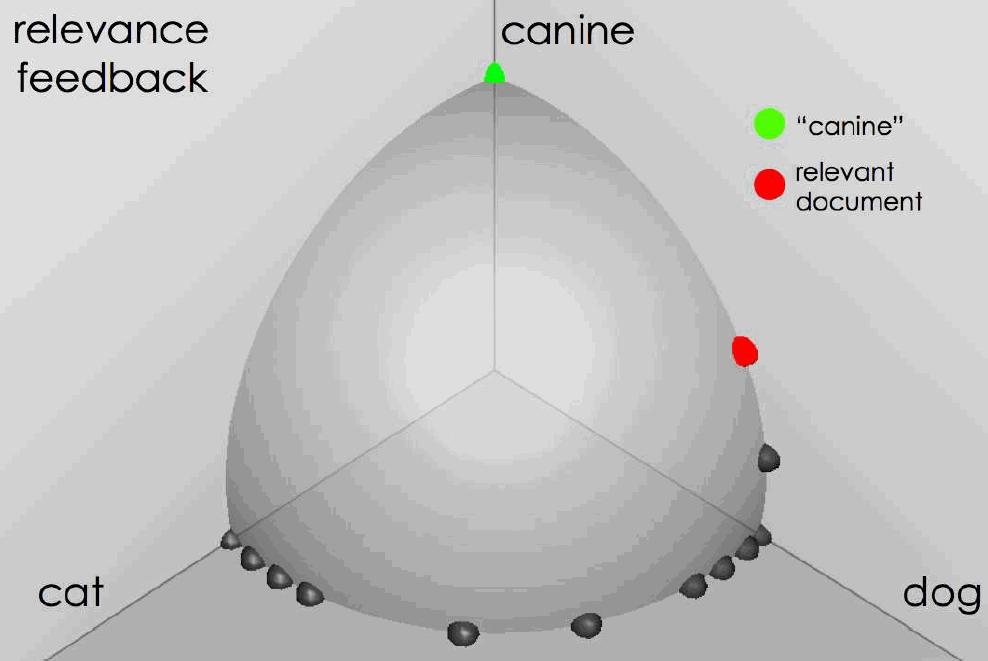 relevance
feedback
canine
“canine”
relevant
document
cat
dog